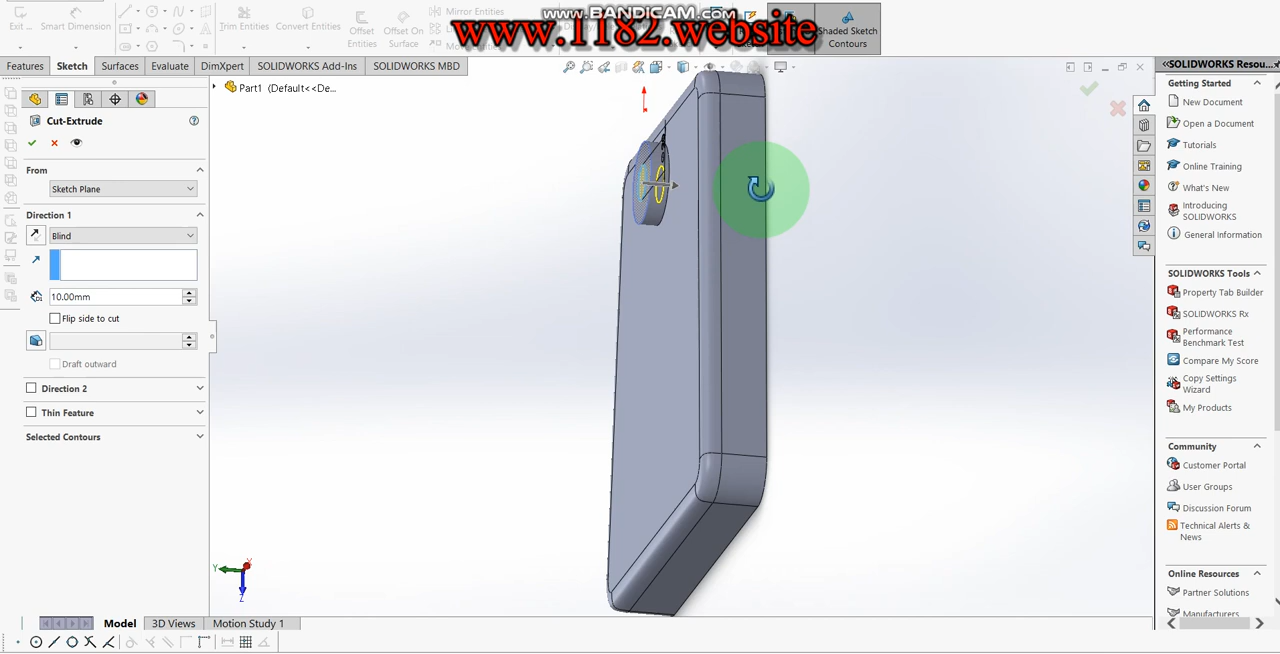 www.BANDICAM.com
www.1182.website
Exit ...
Smart Dimension
Trim Entities
Convert Entities
Offset Entities
Offset On Surface
Mirror Entities
Shaded Sketch Contours
Features
Sketch
Surfaces
Evaluate
DimXpert
SOLIDWORKS Add-Ins
SOLIDWORKS MBD
Part1 (Default<<De...
Cut-Extrude
From
Sketch Plane
Direction 1
Blind
10.00mm
Flip side to cut
Draft outward
Direction 2
Thin Feature
Selected Contours
Y
X
Z
SOLIDWORKS Resou...
Getting Started
New Document
Open a Document
Tutorials
Online Training
What's New
Introducing SOLIDWORKS
General Information
SOLIDWORKS Tools
Property Tab Builder
SOLIDWORKS Rx
Performance Benchmark Test
Compare My Score
Copy Settings Wizard
My Products
Community
Customer Portal
User Groups
Discussion Forum
Technical Alerts & News
Online Resources
Partner Solutions
Manufacturers
Model
3D Views
Motion Study 1